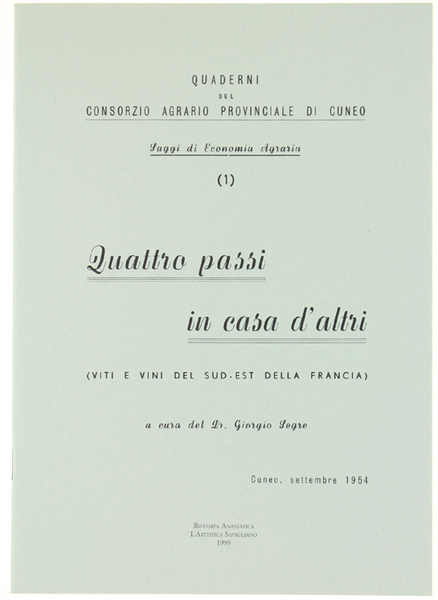 QUADERNI
DEL
CONSORZIO AGRARIO PROVINCIALE DI CUNEO
Saggi di Economia Agraria
(1)
Quattro passi
in casa d'altri
(VITI E VINI DEL SUD-EST DELLA FRANCIA)
a cura del Dr. Giorgio Segre
Cuneo, settembre 1954
RISTAMPA ANASTATICA
L'ARTISTICA SAVIGLIANO
1999